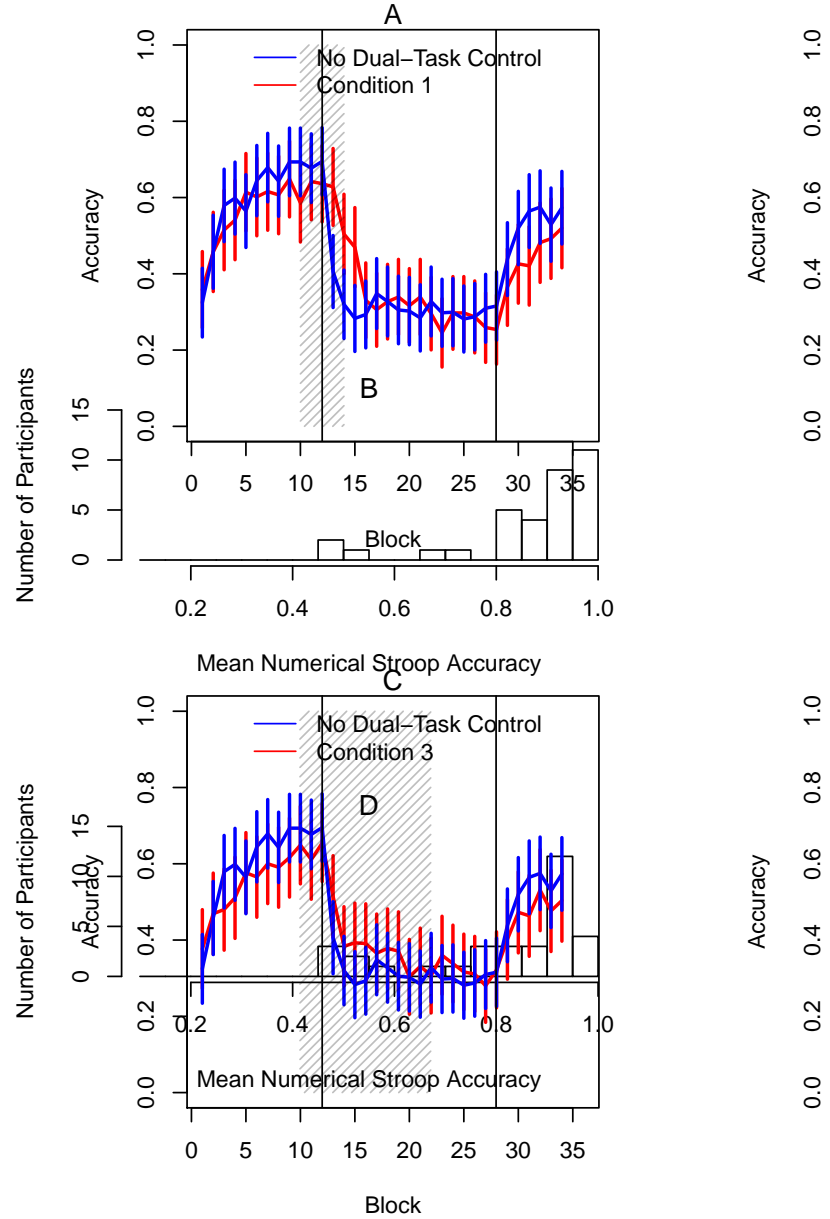 A
No Dual−Task Control
Condition 1
Accuracy
0.0 0.2 0.4 0.6 0.8 1.0
0 5 10 15 20 25 30 35
Block
Accuracy
0.0 0.2 0.4 0.6 0.8 1.0
B
Number of Participants
0 5 10 15
0.2 0.4 0.6 0.8 1.0
Mean Numerical Stroop Accuracy
C
No Dual−Task Control
Condition 3
Accuracy
0.0 0.2 0.4 0.6 0.8 1.0
0 5 10 15 20 25 30 35
Block
Accuracy
0.0 0.2 0.4 0.6 0.8 1.0
D
Number of Participants
0 5 10 15
0.2 0.4 0.6 0.8 1.0
Mean Numerical Stroop Accuracy